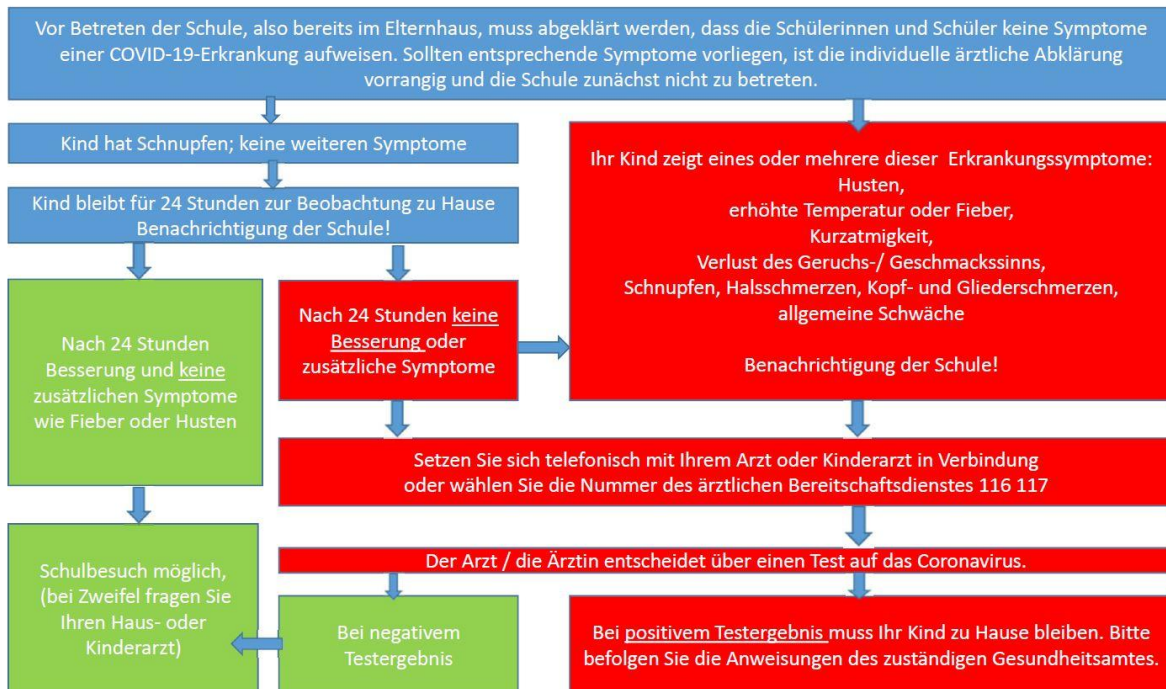 Vor Betreten der Schule, also bereits im Elternhaus, muss abgeklärt werden, dass die Schülerinnen und Schüler keine Symptome
einer COVID-19-Erkrankung aufweisen. Sollten entsprechende Symptome vorliegen, ist die individuelle ärztliche Abklärung
vorrangig und die Schule zunächst nicht zu betreten.
Kind hat Schnupfen; keine weiteren Symptome
Kind bleibt für 24 Stunden zur Beobachtung zu Hause
Benachrichtigung der Schule!
Ihr Kind zeigt eines oder mehrere dieser Erkrankungssymptome:
Husten,
erhöhte Temperatur oder Fieber,
Kurzatmigkeit,
Verlust des Geruchs-/ Geschmackssinns,
Schnupfen, Halsschmerzen, Kopf- und Gliederschmerzen,
allgemeine Schwäche
Benachrichtigung der Schule!
Nach 24 Stunden
Besserung und keine
zusätzlichen Symptome
wie Fieber oder Husten
Nach 24 Stunden keine
Besserung oder
zusätzliche Symptome
Setzen Sie sich telefonisch mit Ihrem Arzt oder Kinderarzt in Verbindung
oder wählen Sie die Nummer des ärztlichen Bereitschaftsdienstes 116 117
Der Arzt / die Ärztin entscheidet über einen Test auf das Coronavirus.
Schulbesuch möglich,
(bei Zweifel fragen Sie
Ihren Haus- oder
Kinderarzt)
Bei negativem
Testergebnis
Bei positivem Testergebnis muss Ihr Kind zu Hause bleiben. Bitte
befolgen Sie die Anweisungen des zuständigen Gesundheitsamtes.